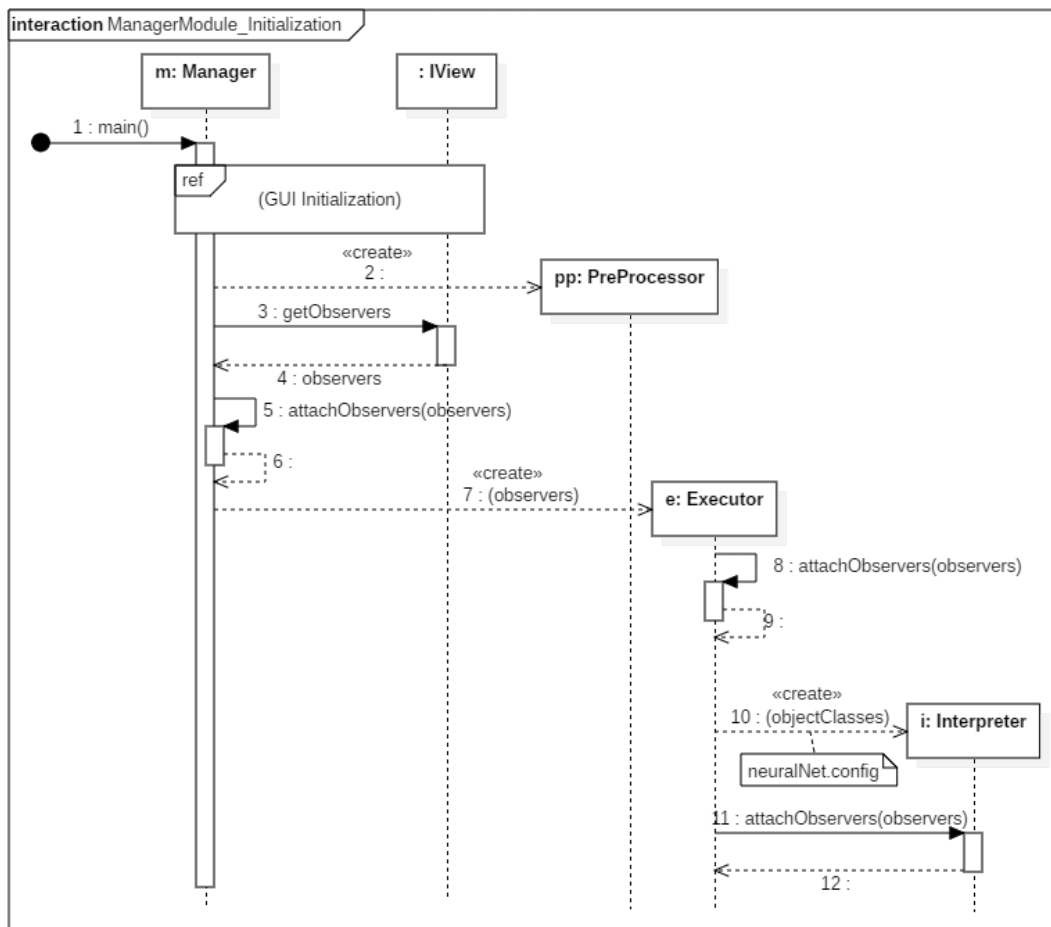 interaction ManagerModule_Initialization
m: Manager
: IView
1 : main()
ref
(GUI Initialization)
«create»
2 :
pp: PreProcessor
3 : getObservers
4 : observers
5 : attachObservers(observers)
6 :
«create»
7 : (observers)
e: Executor
8 : attachObservers(observers)
9 :
«create»
10 : (objectClasses)
i: Interpreter
neuralNet.config
11 : attachObservers(observers)
12 :